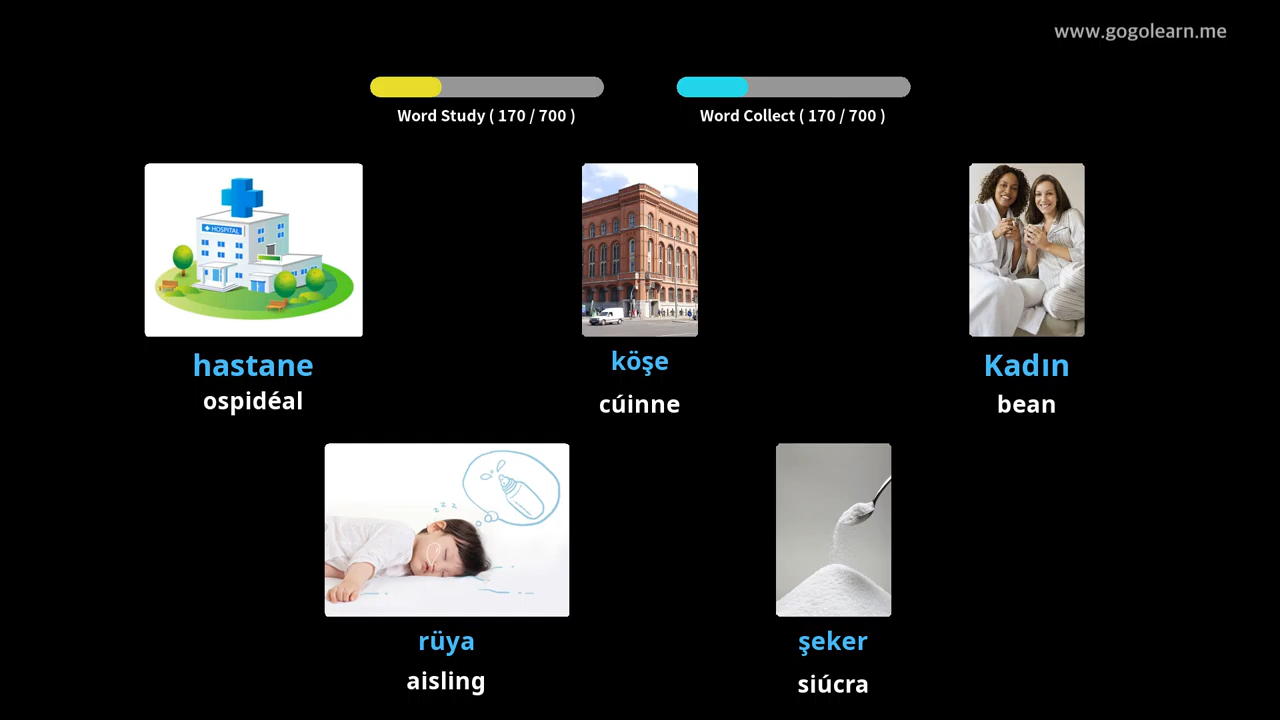 www.gogolearn.me
Word Study ( 170 / 700 )
Word Collect ( 170 / 700 )
HOSPITAL
hastane
ospidéal
köşe
cúinne
Kadın
bean
z z z
rüya
aisling
şeker
siúcra